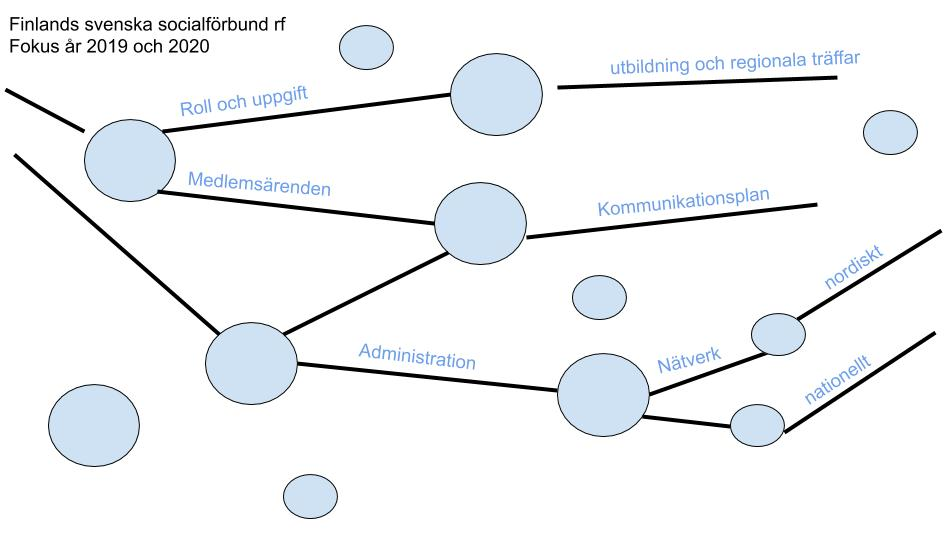 Finlands svenska socialförbund rf
Fokus år 2019 och 2020
utbildning och regionala träffar
Roll och uppgift
Medlemsärenden
Kommunikationsplan
nordiskt
Administration
Nätverk
nationellt